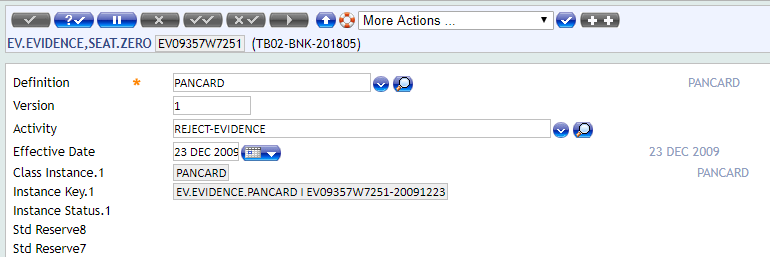 More Actions ...
EV.EVIDENCE,SEAT.ZERO EV09357W7251 (TB02-BNK-201805)
Definition * PANCARD PANCARD
Version 1
Activity REJECT-EVIDENCE
Effective Date 23 DEC 2009 23 DEC 2009
Class Instance.1 PANCARD PANCARD
Instance Key.1 EV.EVIDENCE.PANCARD | EV09357W7251-20091223
Instance Status.1
Std Reserve8
Std Reserve7